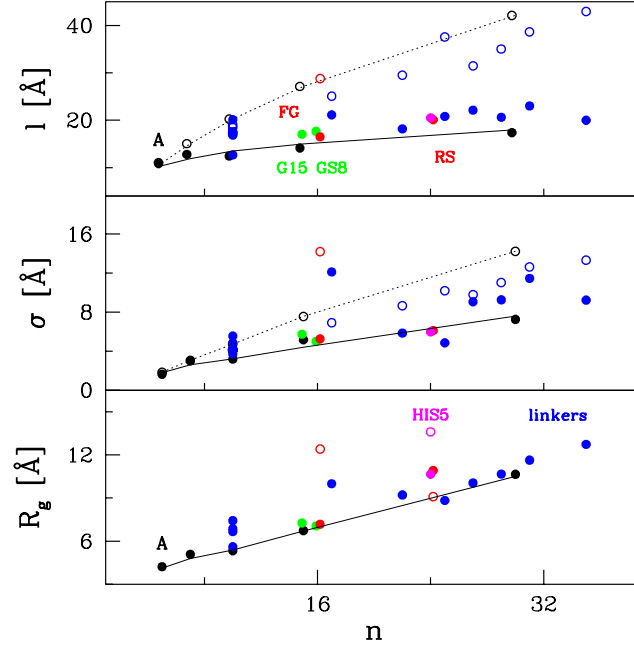 40
20
l [Å]
A
FG
G15 GS8
RS
16
8
0
σ [Å]
HIS5
linkers
12
6
R_g [Å]
A
16
32
n